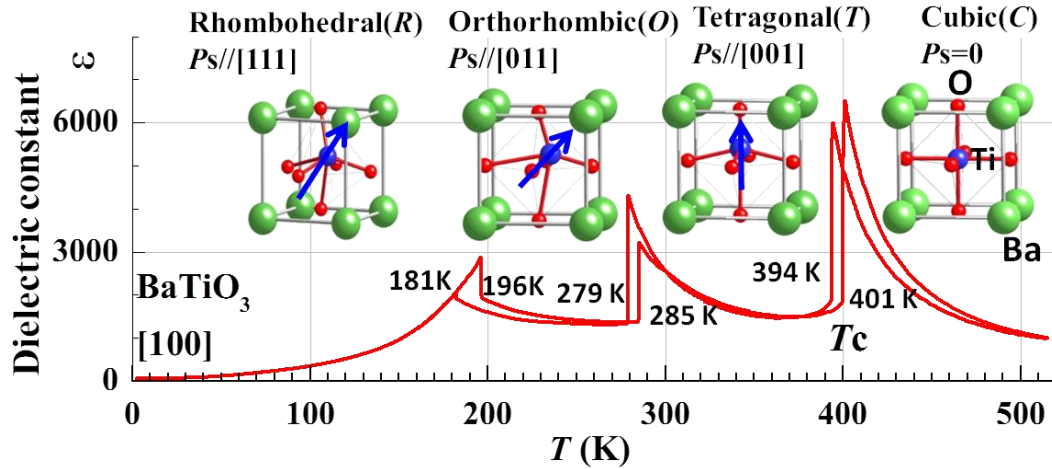 Rhombohedral(R)
Ps//[111]
Orthorhombic(O)
Ps//[011]
Tetragonal(T)
Ps//[001]
Cubic(C)
Ps=0
Dielectric constant ε
6000
3000
0
O
Ti
Ba
BaTiO₃
[100]
181K
196K
279 K
285 K
394 K
401 K
Tc
0
100
200
300
400
500
T (K)